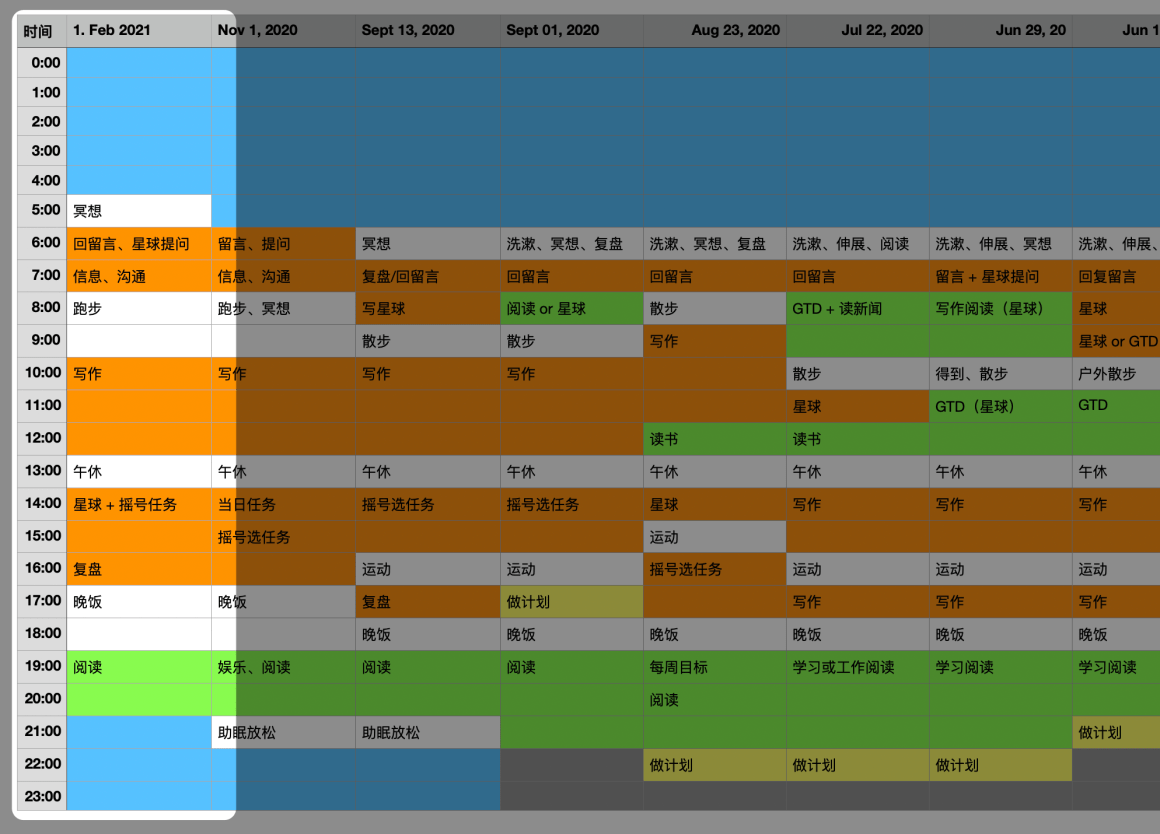 时间 1. Feb 2021 Nov 1, 2020 Sept 13, 2020 Sept 01, 2020 Aug 23, 2020 Jul 22, 2020 Jun 29, 20 Jun 1
0:00
1:00
2:00
3:00
4:00
5:00 冥想
6:00 回留言、星球提问 留言、提问 冥想 洗漱、冥想、复盘 洗漱、冥想、复盘 洗漱、伸展、阅读 洗漱、伸展、冥想 洗漱、伸展、
7:00 信息、沟通 信息、沟通 复盘/回留言 回留言 回留言 回留言 留言 + 星球提问 回复留言
8:00 跑步 跑步、冥想 写星球 阅读 or 星球 散步 GTD + 读新闻 写作阅读（星球） 星球
9:00 散步 散步 写作 星球 or GTD
10:00 写作 写作 写作 写作 散步 得到、散步 户外散步
11:00 星球 GTD（星球） GTD
12:00 读书 读书
13:00 午休 午休 午休 午休 午休 午休 午休 午休
14:00 星球 + 摇号任务 当日任务 摇号选任务 摇号选任务 星球 写作 写作 写作
15:00 摇号选任务 运动
16:00 复盘 运动 运动 摇号选任务 运动 运动 运动
17:00 晚饭 晚饭 复盘 做计划 写作 写作 写作
18:00 晚饭 晚饭 晚饭 晚饭 晚饭 晚饭
19:00 阅读 娱乐、阅读 阅读 阅读 每周目标 学习或工作阅读 学习阅读 学习阅读
20:00 阅读
21:00 助眠放松 助眠放松 做计划
22:00 做计划 做计划 做计划
23:00